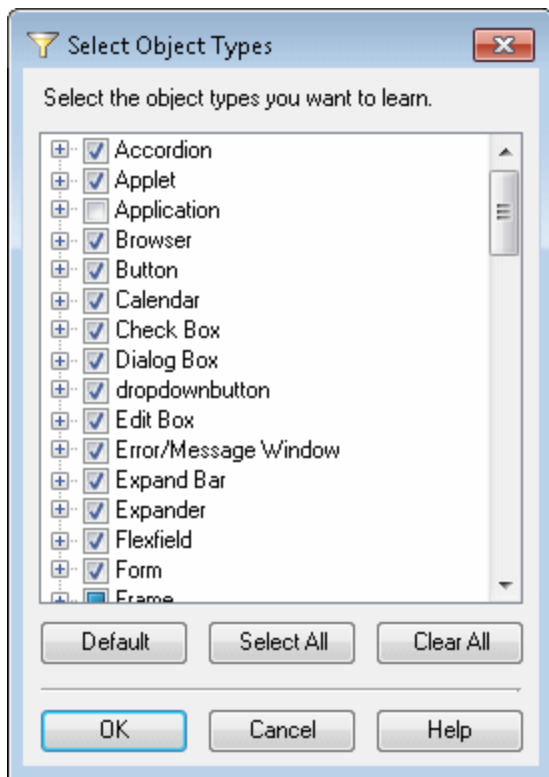 Select Object Types
Select the object types you want to learn.
Accordion
Applet
Application
Browser
Button
Calendar
Check Box
Dialog Box
dropdownbutton
Edit Box
Error/Message Window
Expand Bar
Expander
Flexfield
Form
Frame
Default Select All Clear All
OK Cancel Help